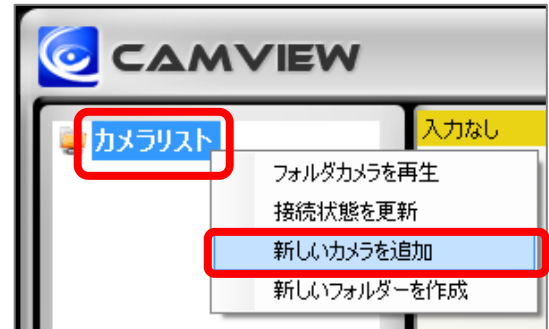 CAMVIEW
カメラリスト
入力なし
フォルダカメラを再生
接続状態を更新
新しいカメラを追加
新しいフォルダーを作成